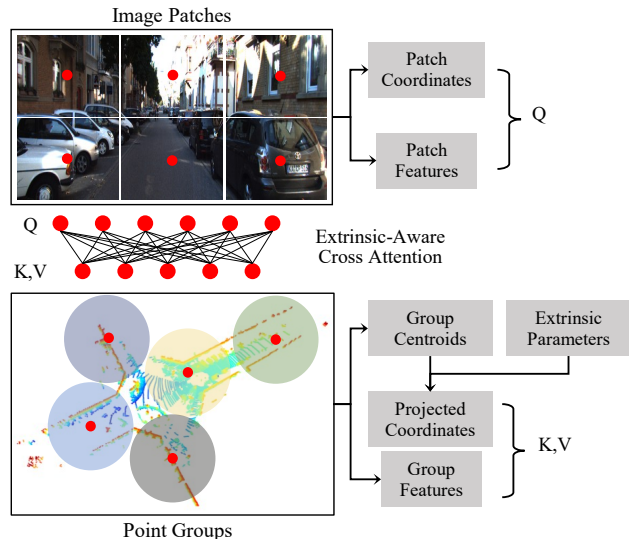 Image Patches
Patch
Coordinates
Q
Patch
Features
Q
K,V
Extrinsic-Aware
Cross Attention
Group
Centroids
Extrinsic
Parameters
Projected
Coordinates
K,V
Group
Features
Point Groups